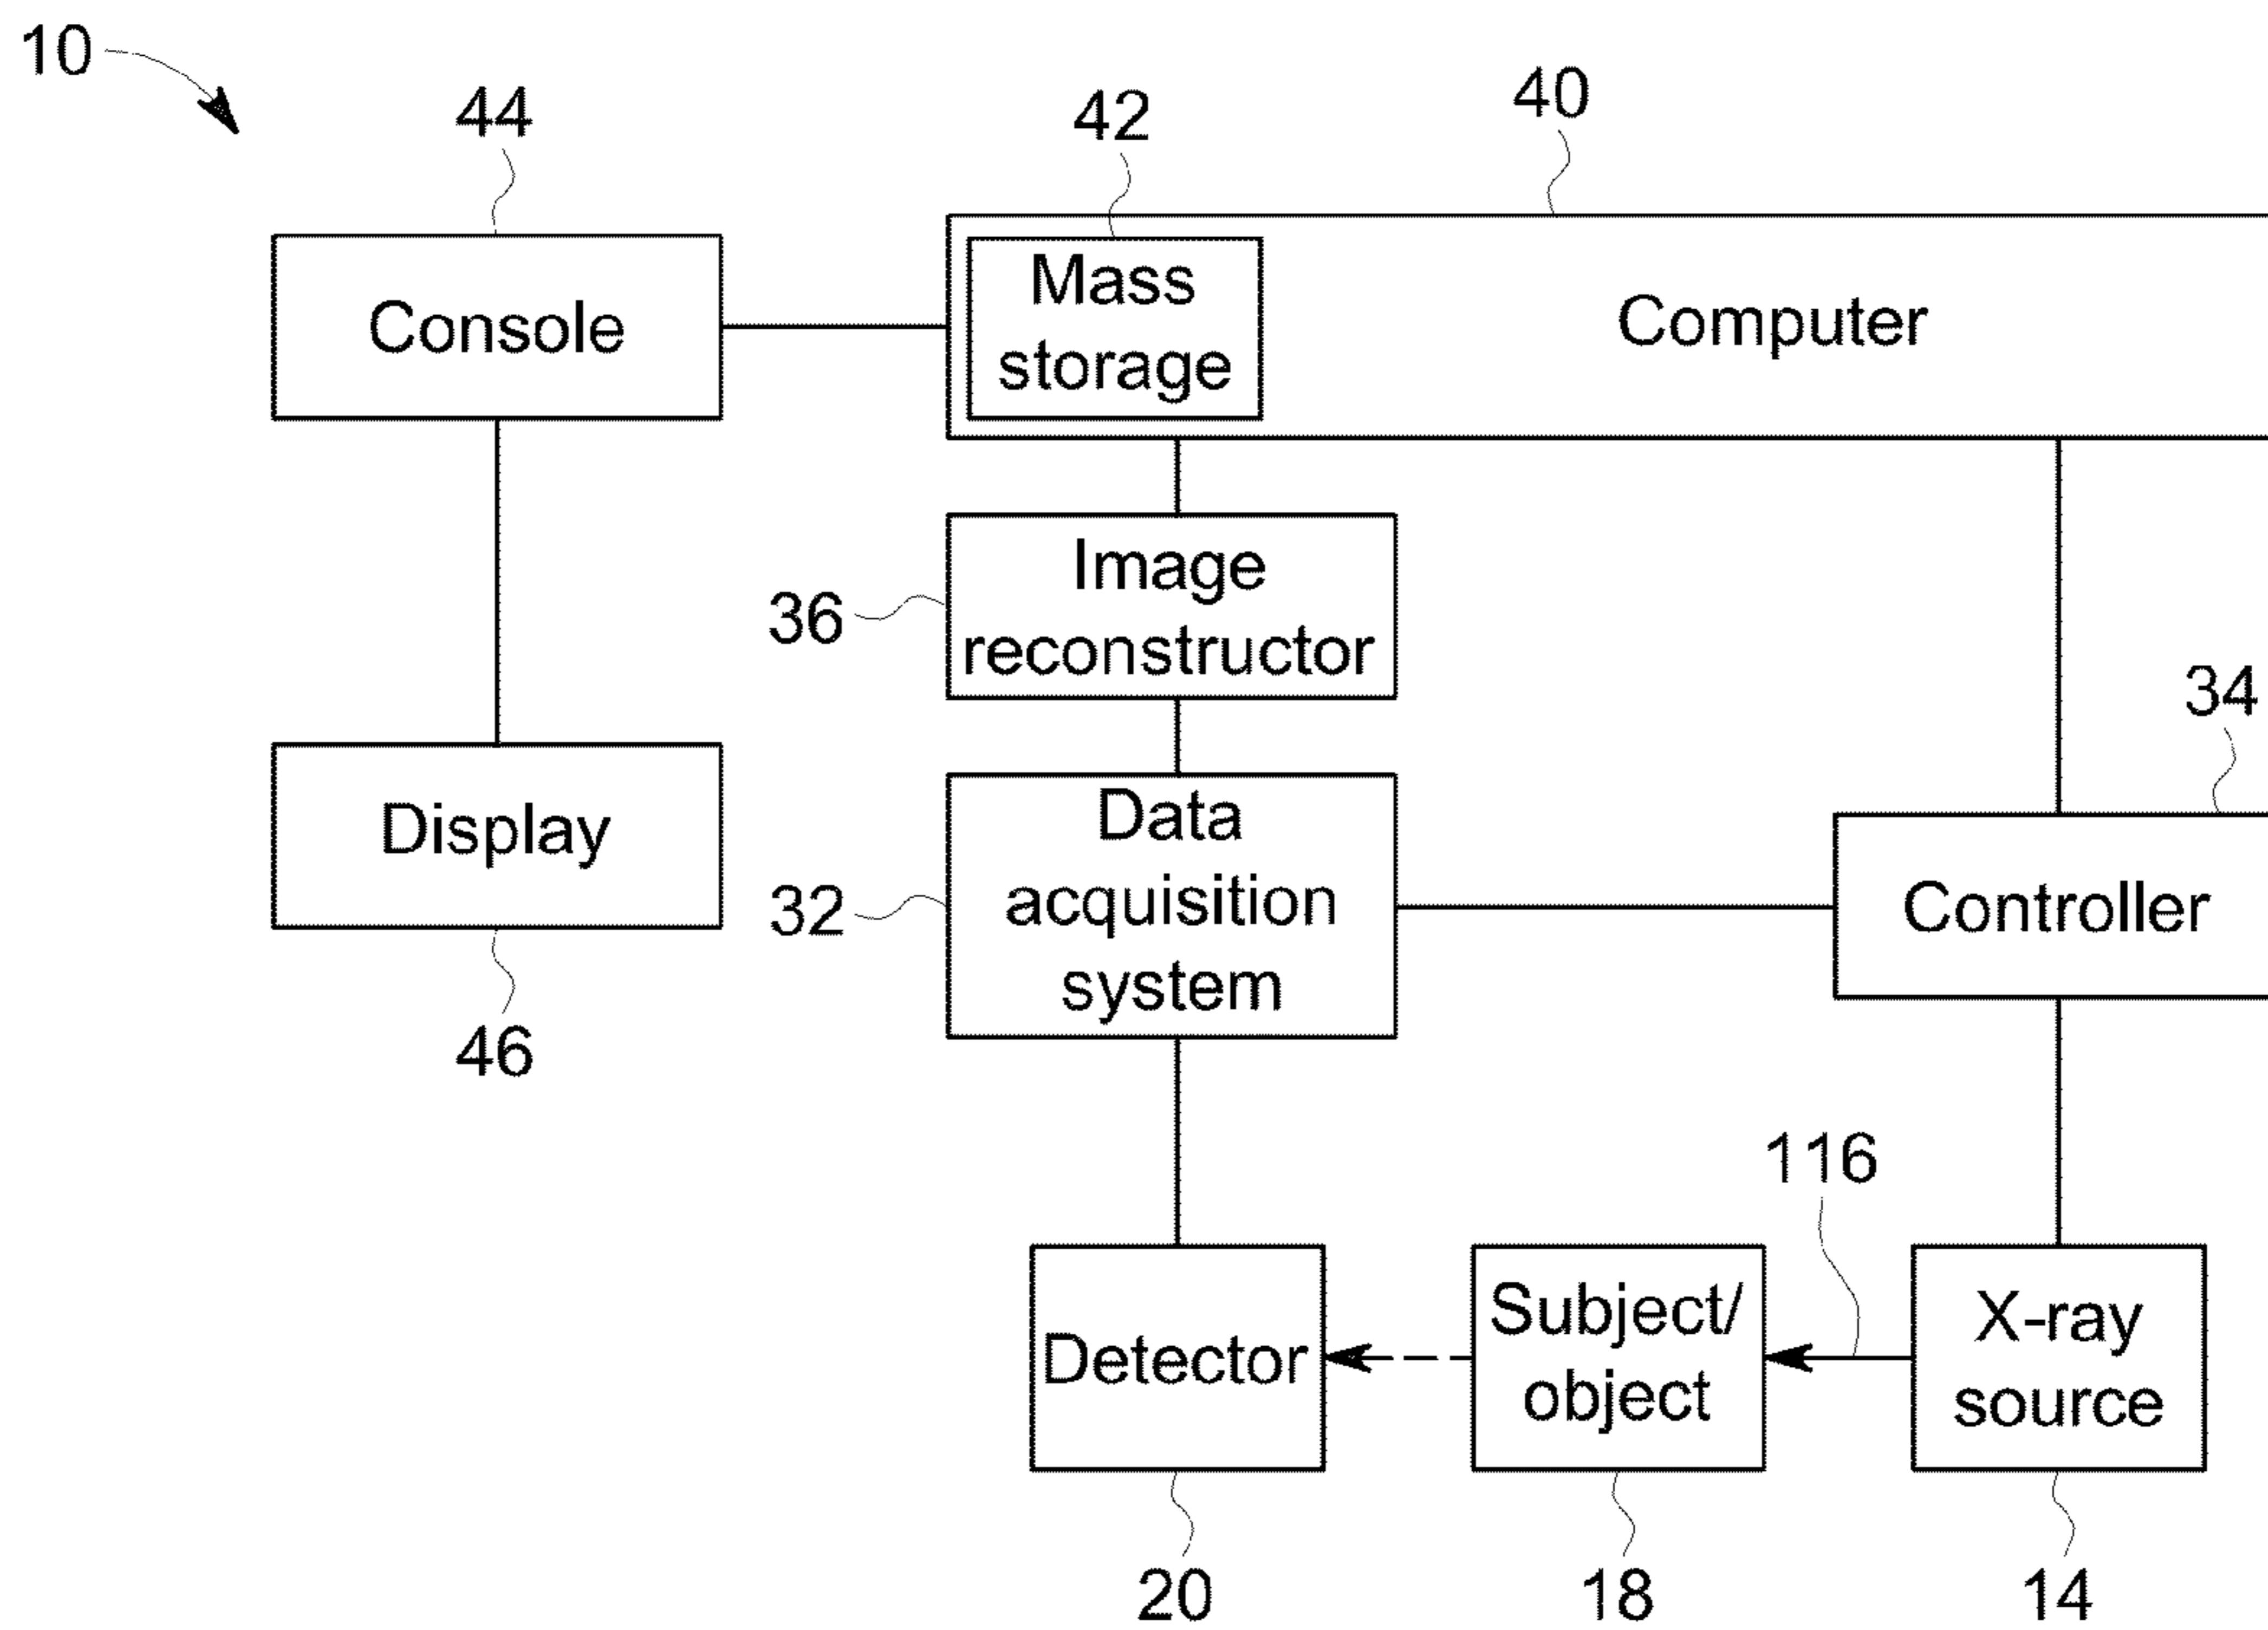 10
44
42
40
Console
Mass
storage
Computer
Image
reconstructor
36
34
Display
Data
acquisition
system
32
Controller
46
116
Detector
Subject/
object
X-ray
source
20
18
14